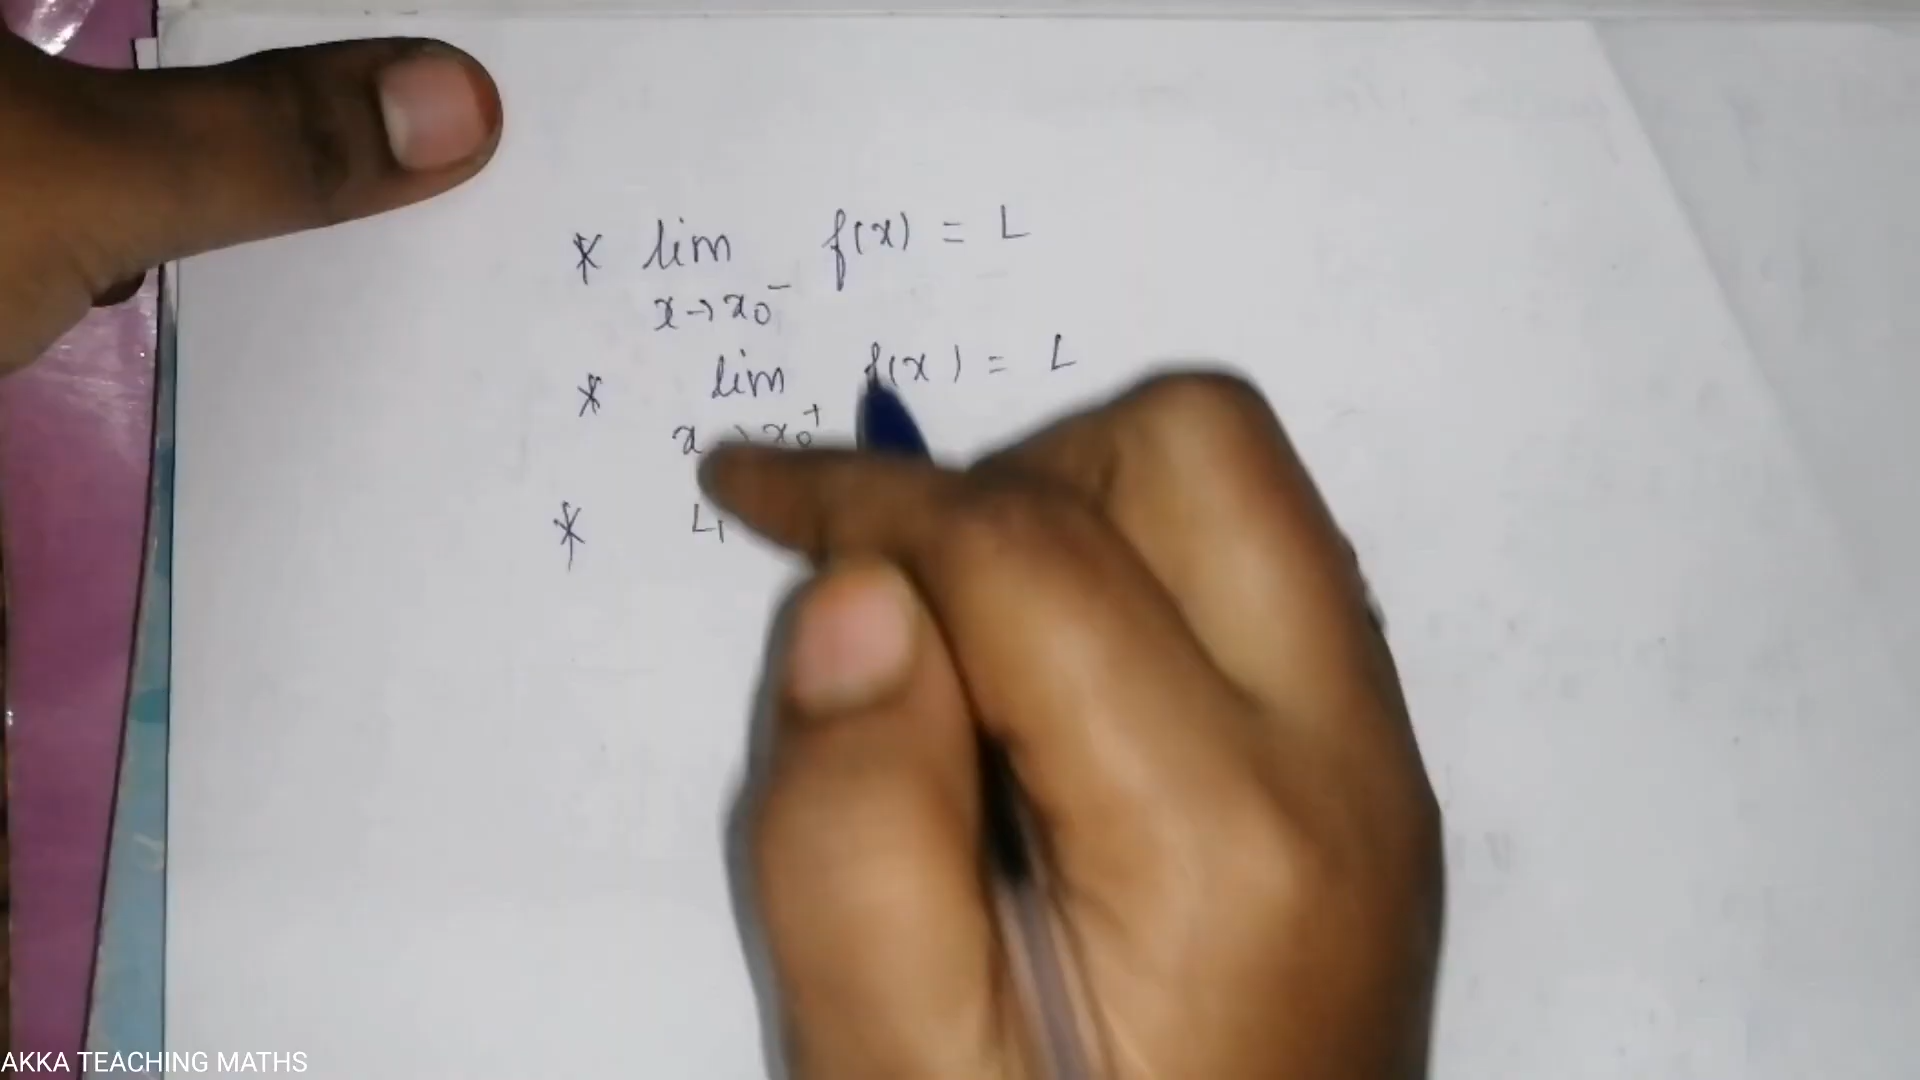 * lim f(x) = L
x→x₀⁻
* lim f(x) = L
x→x₀⁺
* L₁
AKKA TEACHING MATHS